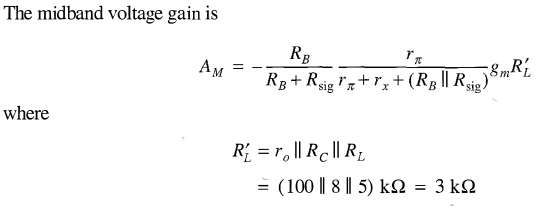 The midband voltage gain is
A_M = - R_B / (R_B + R_sig) r_π / (r_π + r_x + (R_B ∥ R_sig)) g_m R′_L
where
R′_L = r_o ∥ R_C ∥ R_L
= (100 ∥ 8 ∥ 5) kΩ = 3 kΩ